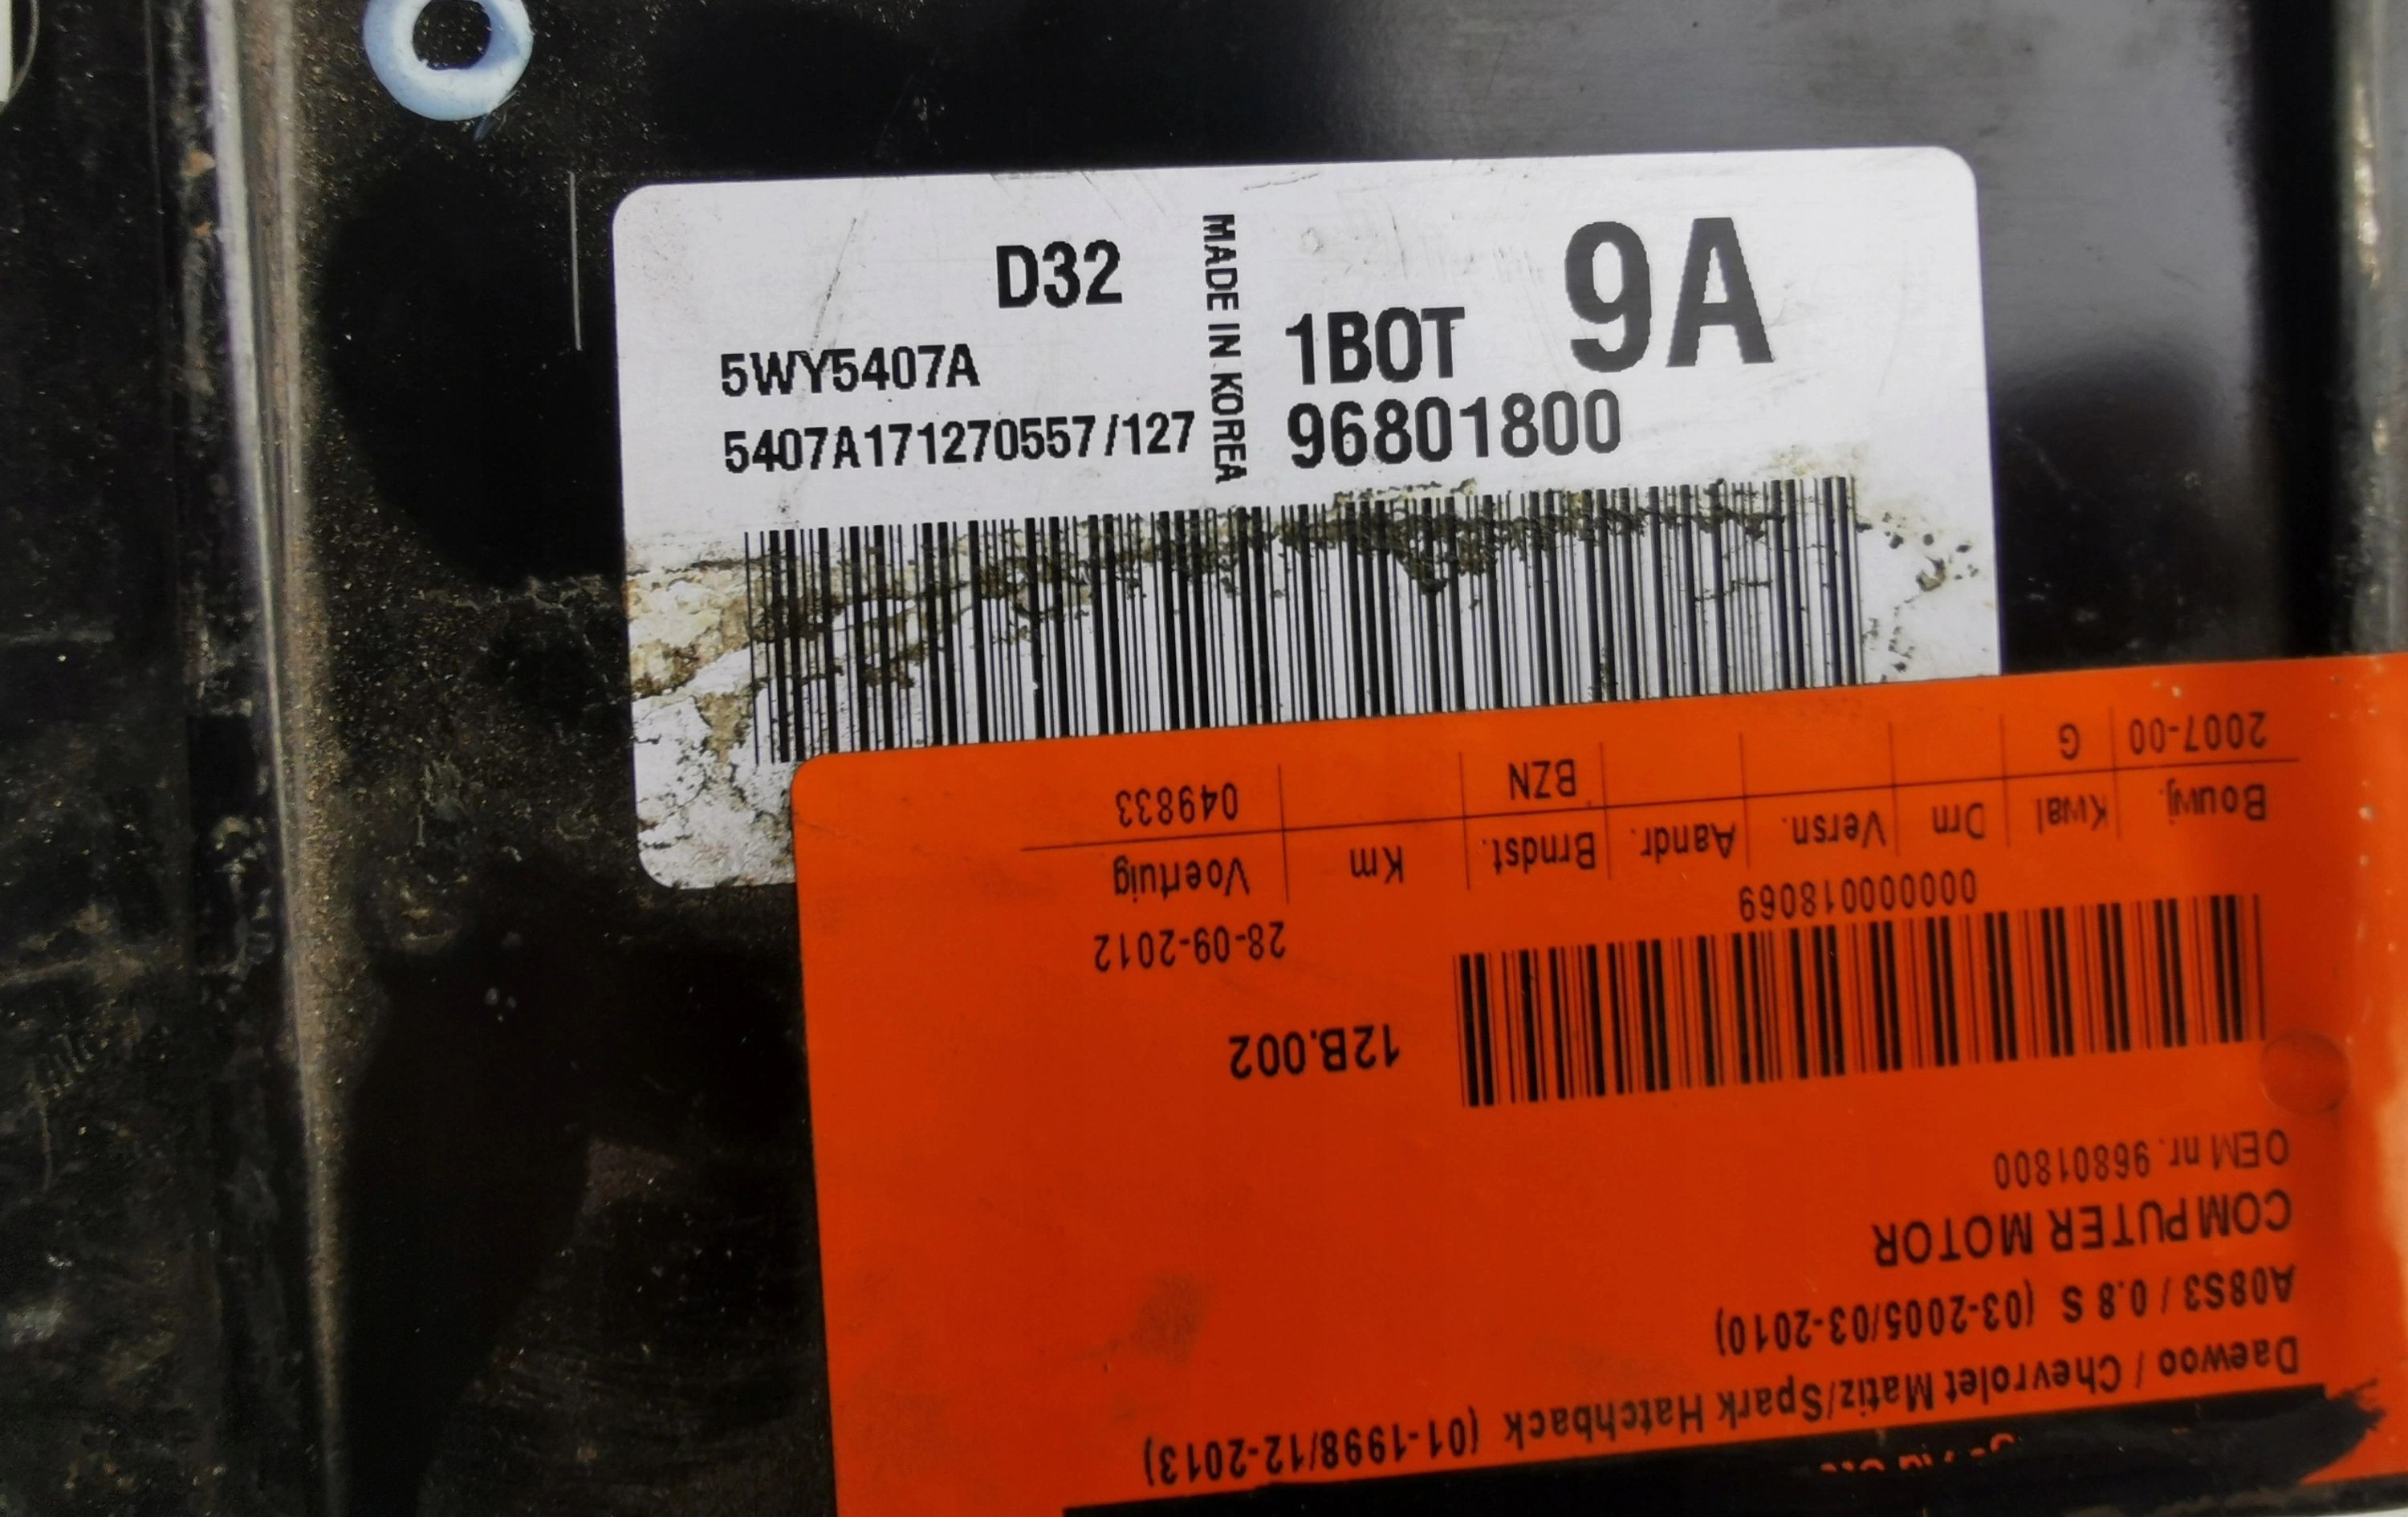 D32
5WY5407A
5407A171270557/127
MADE IN KOREA
9A
1BOT
96801800
Daewoo / Chevrolet Matiz/Spark Hatchback (01-1998/12-2013)
A08S3 / 0.8 S (03-2005/03-2010)
COMPUTER MOTOR
OEM nr. 96801800
12B.002
28-09-2012
000000018069
Bouwj. Kwal Drn Versn. Aandr. Brndst. Km Voertuig
2007-00 G BZN 049833